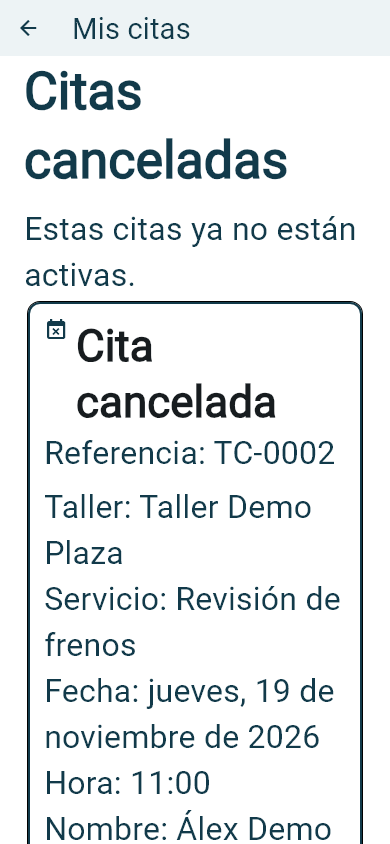 Mis citas
Citas
canceladas
Estas citas ya no están
activas.
Cita
cancelada
Referencia: TC-0002
Taller: Taller Demo
Plaza
Servicio: Revisión de
frenos
Fecha: jueves, 19 de
noviembre de 2026
Hora: 11:00
Nombre: Álex Demo